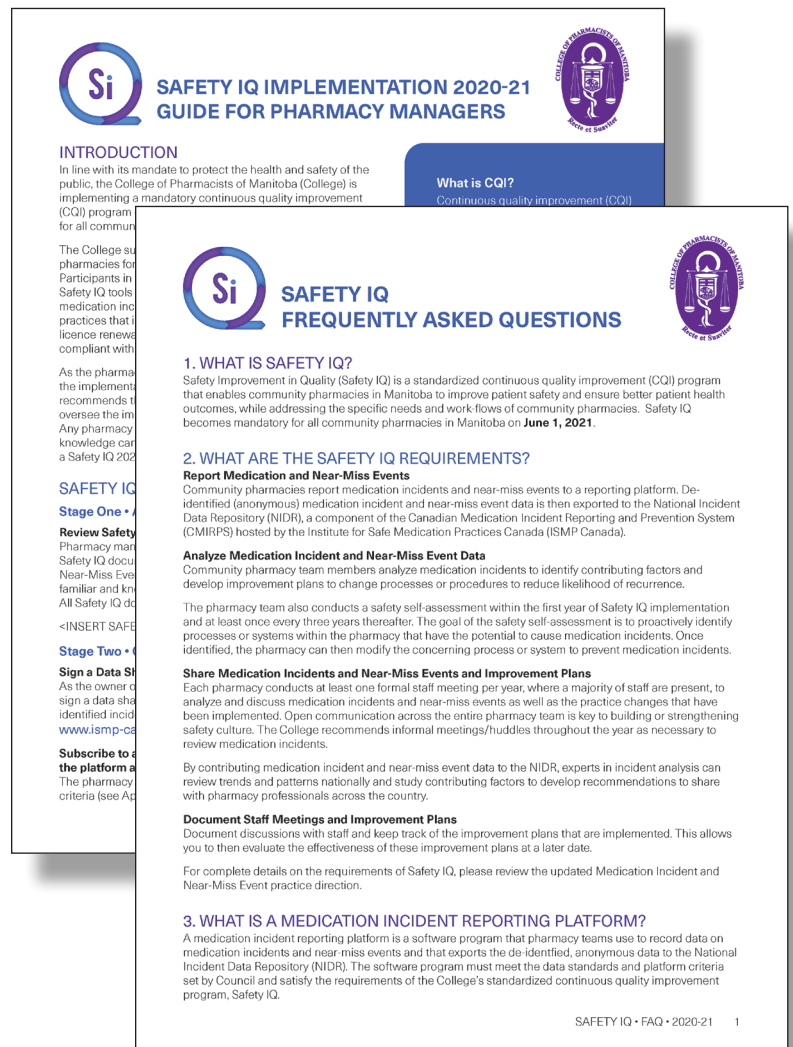 Si
SAFETY IQ IMPLEMENTATION 2020-21
GUIDE FOR PHARMACY MANAGERS
COLLEGE OF PHARMACISTS OF MANITOBA
Recte et Suaviter
INTRODUCTION
In line with its mandate to protect the health and safety of the
public, the College of Pharmacists of Manitoba (College) is
implementing a mandatory continuous quality improvement
(CQI) program
for all commun
The College su
pharmacies for
Participants in
Safety IQ tools
medication inc
practices that i
licence renewa
compliant with
As the pharma
the implementa
recommends t
oversee the im
Any pharmacy
knowledge can
a Safety IQ 202
SAFETY IQ
Stage One •
Review Safety
Pharmacy man
Safety IQ docu
Near-Miss Eve
familiar and kn
All Safety IQ do
<INSERT SAFE
Stage Two •
Sign a Data Sh
As the owner o
sign a data sha
identified incid
www.ismp-ca
Subscribe to a
the platform a
The pharmacy
criteria (see Ap
What is CQI?
Continuous quality improvement (CQI)
Si
SAFETY IQ
FREQUENTLY ASKED QUESTIONS
COLLEGE OF PHARMACISTS OF MANITOBA
Recte et Suaviter
1. WHAT IS SAFETY IQ?
Safety Improvement in Quality (Safety IQ) is a standardized continuous quality improvement (CQI) program
that enables community pharmacies in Manitoba to improve patient safety and ensure better patient health
outcomes, while addressing the specific needs and work-flows of community pharmacies.  Safety IQ
becomes mandatory for all community pharmacies in Manitoba on June 1, 2021.
2. WHAT ARE THE SAFETY IQ REQUIREMENTS?
Report Medication and Near-Miss Events
Community pharmacies report medication incidents and near-miss events to a reporting platform. De-
identified (anonymous) medication incident and near-miss event data is then exported to the National Incident
Data Repository (NIDR), a component of the Canadian Medication Incident Reporting and Prevention System
(CMIRPS) hosted by the Institute for Safe Medication Practices Canada (ISMP Canada).
Analyze Medication Incident and Near-Miss Event Data
Community pharmacy team members analyze medication incidents to identify contributing factors and
develop improvement plans to change processes or procedures to reduce likelihood of recurrence.
The pharmacy team also conducts a safety self-assessment within the first year of Safety IQ implementation
and at least once every three years thereafter. The goal of the safety self-assessment is to proactively identify
processes or systems within the pharmacy that have the potential to cause medication incidents. Once
identified, the pharmacy can then modify the concerning process or system to prevent medication incidents.
Share Medication Incidents and Near-Miss Events and Improvement Plans
Each pharmacy conducts at least one formal staff meeting per year, where a majority of staff are present, to
analyze and discuss medication incidents and near-miss events as well as the practice changes that have
been implemented. Open communication across the entire pharmacy team is key to building or strengthening
safety culture. The College recommends informal meetings/huddles throughout the year as necessary to
review medication incidents.
By contributing medication incident and near-miss event data to the NIDR, experts in incident analysis can
review trends and patterns nationally and study contributing factors to develop recommendations to share
with pharmacy professionals across the country.
Document Staff Meetings and Improvement Plans
Document discussions with staff and keep track of the improvement plans that are implemented. This allows
you to then evaluate the effectiveness of these improvement plans at a later date.
For complete details on the requirements of Safety IQ, please review the updated Medication Incident and
Near-Miss Event practice direction.
3. WHAT IS A MEDICATION INCIDENT REPORTING PLATFORM?
A medication incident reporting platform is a software program that pharmacy teams use to record data on
medication incidents and near-miss events and that exports the de-identfied, anonymous data to the National
Incident Data Repository (NIDR). The software program must meet the data standards and platform criteria
set by Council and satisfy the requirements of the College's standardized continuous quality improvement
program, Safety IQ.
SAFETY IQ • FAQ • 2020-21 1